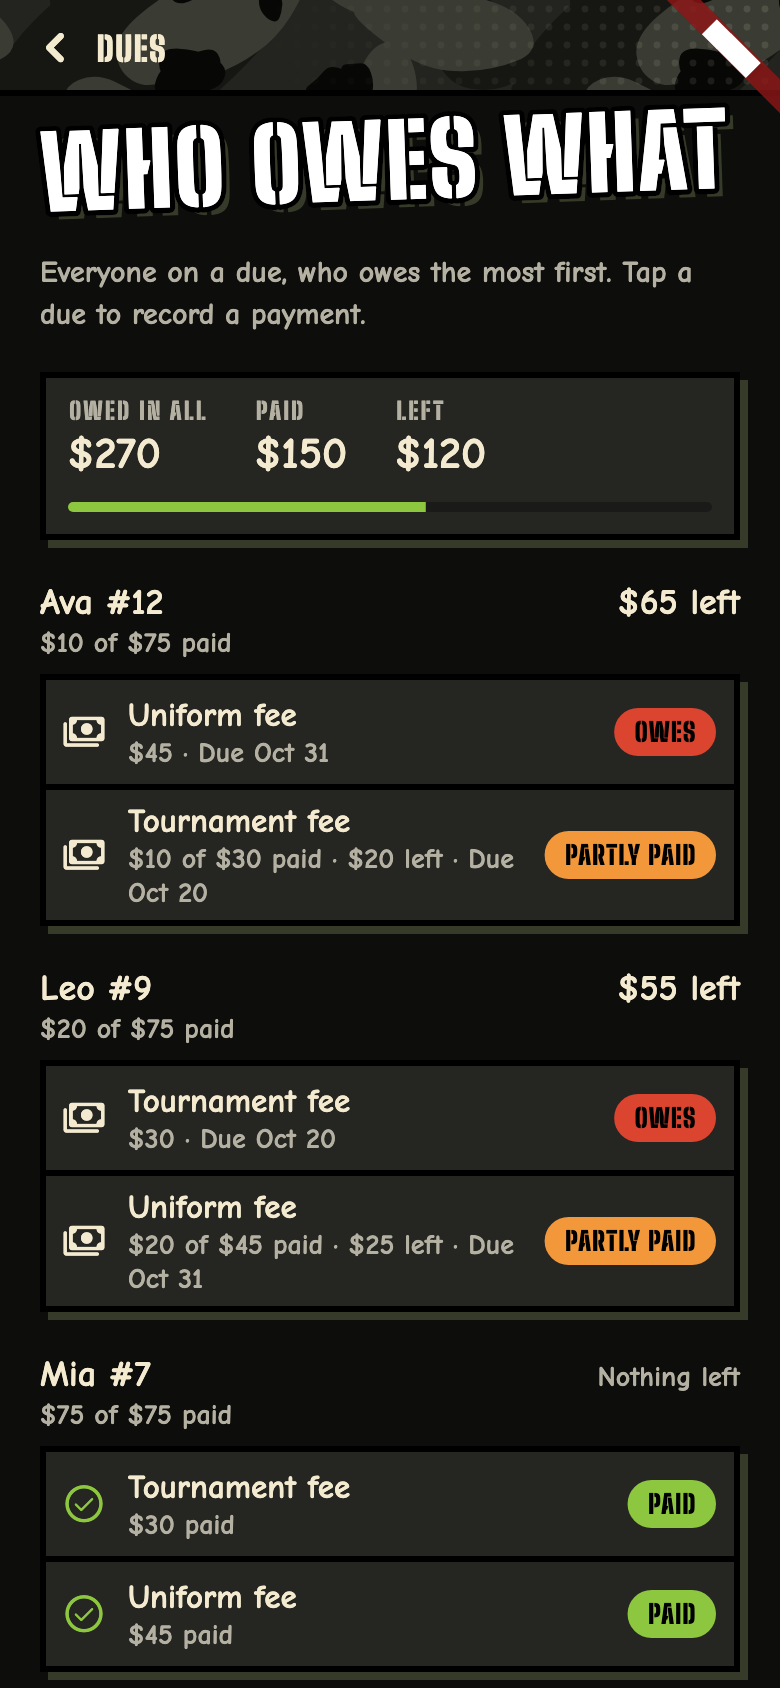 DUES
WHO OWES WHAT
Everyone on a due, who owes the most first. Tap a
due to record a payment.
OWED IN ALL PAID LEFT
$270 $150 $120
Ava #12 $65 left
$10 of $75 paid
Uniform fee
$45 · Due Oct 31
OWES
Tournament fee
$10 of $30 paid · $20 left · Due
Oct 20
PARTLY PAID
Leo #9 $55 left
$20 of $75 paid
Tournament fee
$30 · Due Oct 20
OWES
Uniform fee
$20 of $45 paid · $25 left · Due
Oct 31
PARTLY PAID
Mia #7 Nothing left
$75 of $75 paid
Tournament fee
$30 paid
PAID
Uniform fee
$45 paid
PAID